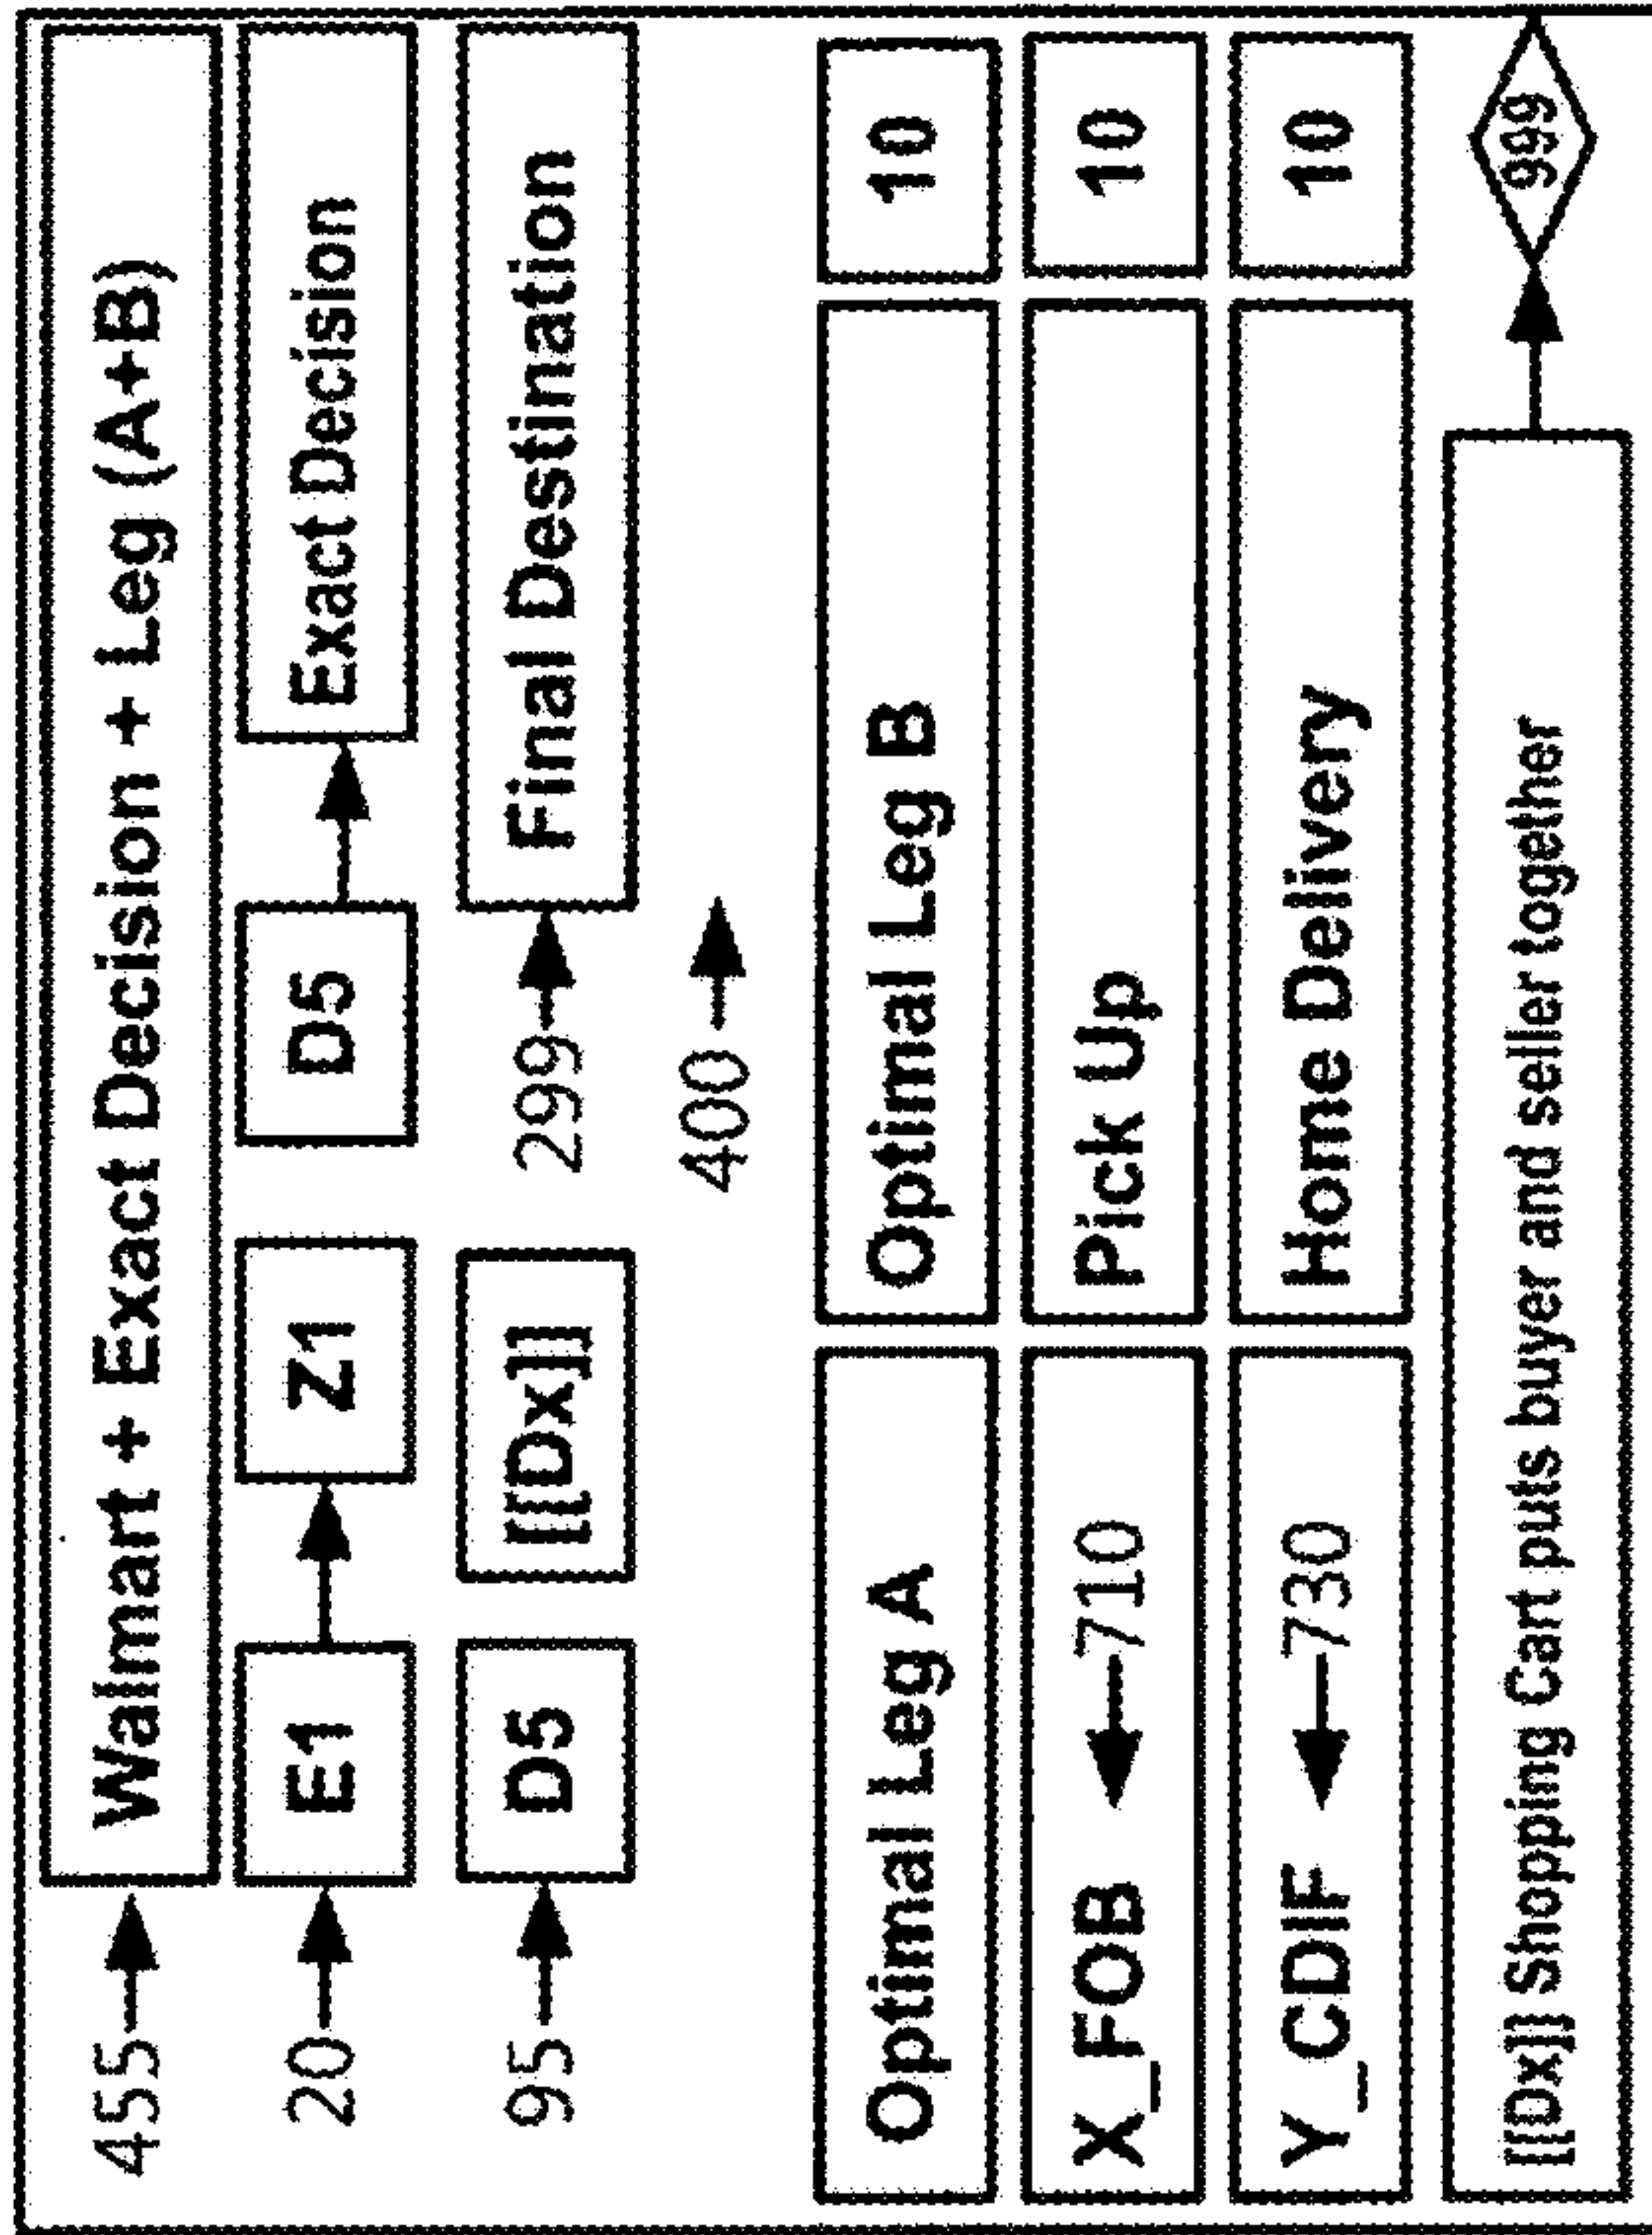 455 Walmart + Exact Decision + Leg (A+B)
20 E1 Z1 D5 Exact Decision
95 D5 [[Dx]] 299 Final Destination
400
Optimal Leg A Optimal Leg B 10
X_FOB 710 Pick Up 10
Y_CDIF 730 Home Delivery 10
[[Dx]] Shopping Cart puts buyer and seller together 999